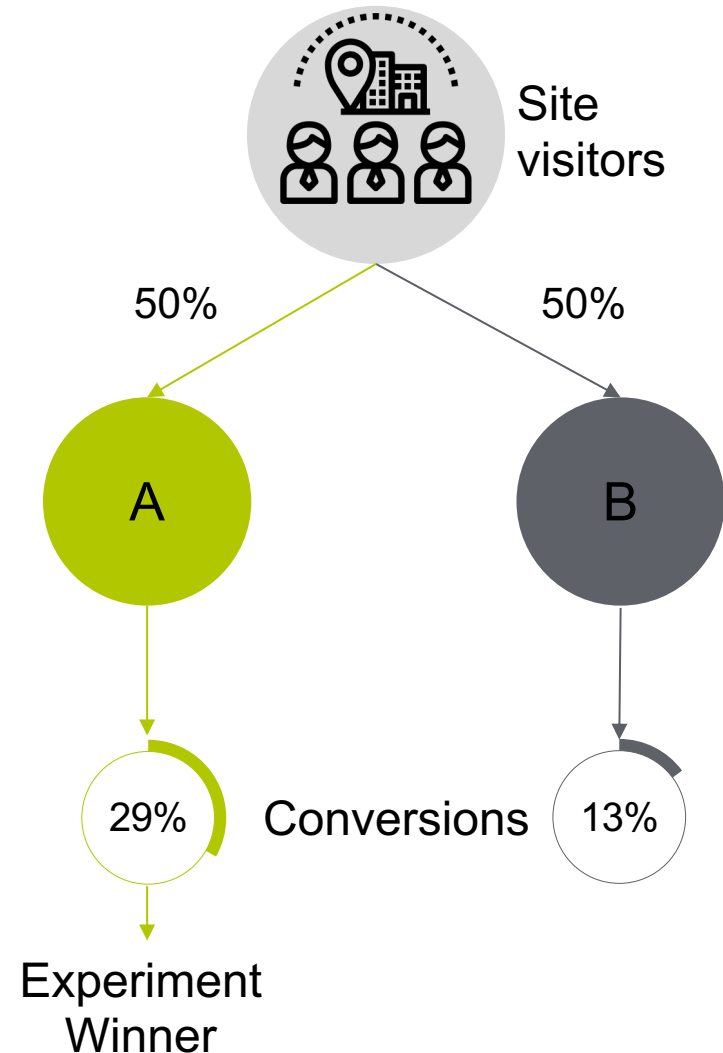 Site
visitors
50%
50%
A
B
29%
Conversions
13%
Experiment
Winner